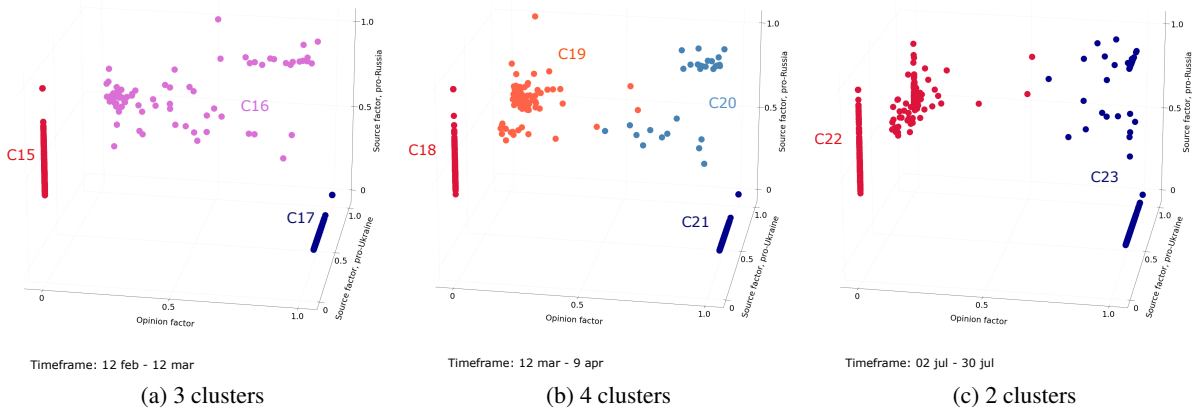 1.0
0.5
0
1.0
0.5
0
0
0.5
1.0
Source factor, pro-Russia
Source factor, pro-Ukraine
Opinion factor
C15
C16
C17
Timeframe: 12 feb - 12 mar
(a) 3 clusters
1.0
0.5
0
1.0
0.5
0
0
0.5
1.0
Source factor, pro-Russia
Source factor, pro-Ukraine
Opinion factor
C19
C20
C18
C21
Timeframe: 12 mar - 9 apr
(b) 4 clusters
1.0
0.5
0
1.0
0.5
0
0
0.5
1.0
Source factor, pro-Russia
Source factor, pro-Ukraine
Opinion factor
C22
C23
Timeframe: 02 jul - 30 jul
(c) 2 clusters